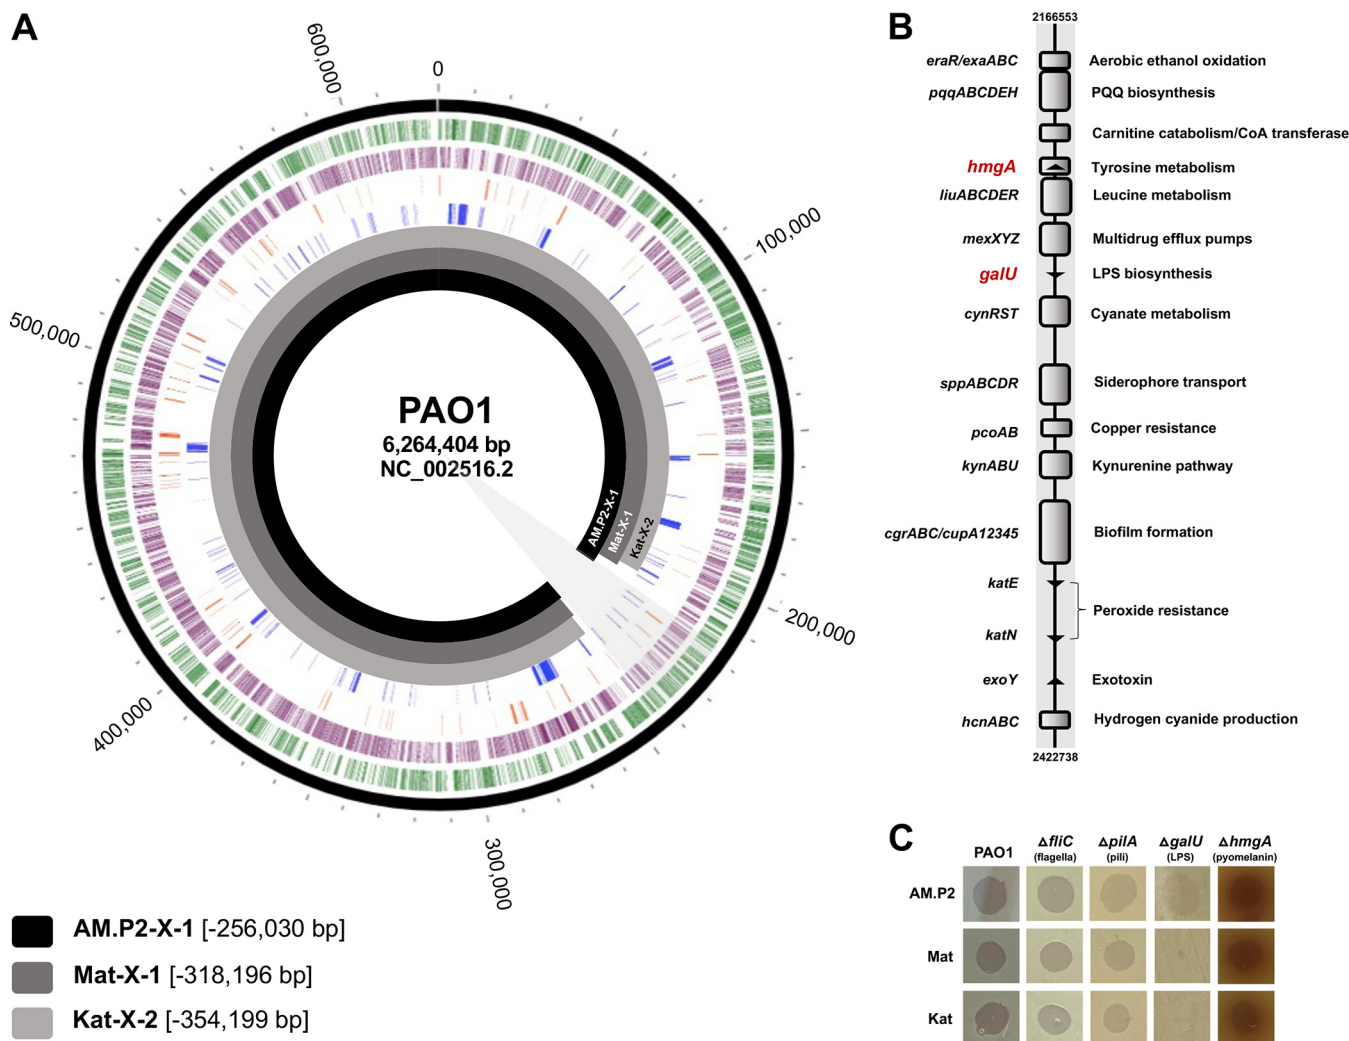 A
0
100,000
200,000
300,000
400,000
500,000
600,000
PAO1
6,264,404 bp
NC_002516.2
AM.P2-X-1
Mat-X-1
Kat-X-2
AM.P2-X-1 [-256,030 bp]
Mat-X-1 [-318,196 bp]
Kat-X-2 [-354,199 bp]
B
2166553
eraR/exaABC Aerobic ethanol oxidation
pqqABCDEH PQQ biosynthesis
Carnitine catabolism/CoA transferase
hmgA Tyrosine metabolism
liuABCDER Leucine metabolism
mexXYZ Multidrug efflux pumps
galU LPS biosynthesis
cynRST Cyanate metabolism
sppABCDR Siderophore transport
pcoAB Copper resistance
kynABU Kynurenine pathway
cgrABC/cupA12345 Biofilm formation
katE
Peroxide resistance
katN
exoY Exotoxin
hcnABC Hydrogen cyanide production
2422738
C
PAO1 ΔfliC ΔpilA ΔgalU ΔhmgA
(flagella) (pili) (LPS) (pyomelanin)
AM.P2
Mat
Kat